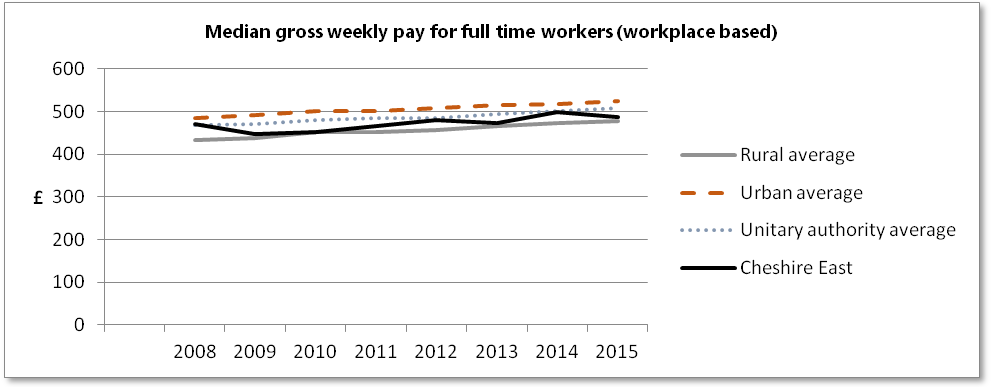 Median gross weekly pay for full time workers (workplace based)
600
500
400
300
200
100
0
£
2008 2009 2010 2011 2012 2013 2014 2015
Rural average
Urban average
Unitary authority average
Cheshire East